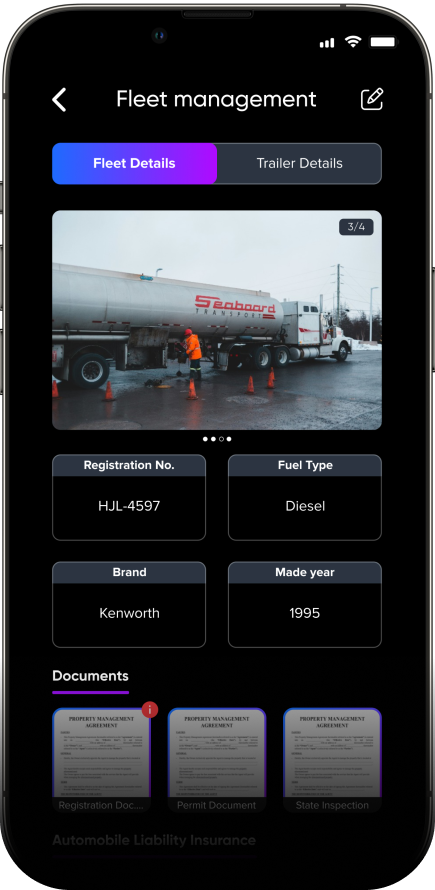 Fleet management
Fleet Details
Trailer Details
3/4
Seaboard
TRANSPORT
Registration No.
Fuel Type
HJL-4597
Diesel
Brand
Made year
Kenworth
1995
Documents
PROPERTY MANAGEMENT
AGREEMENT
PROPERTY MANAGEMENT
AGREEMENT
PROPERTY MANAGEMENT
AGREEMENT
Registration Doc....
Permit Document
State Inspection
Automobile Liability Insurance